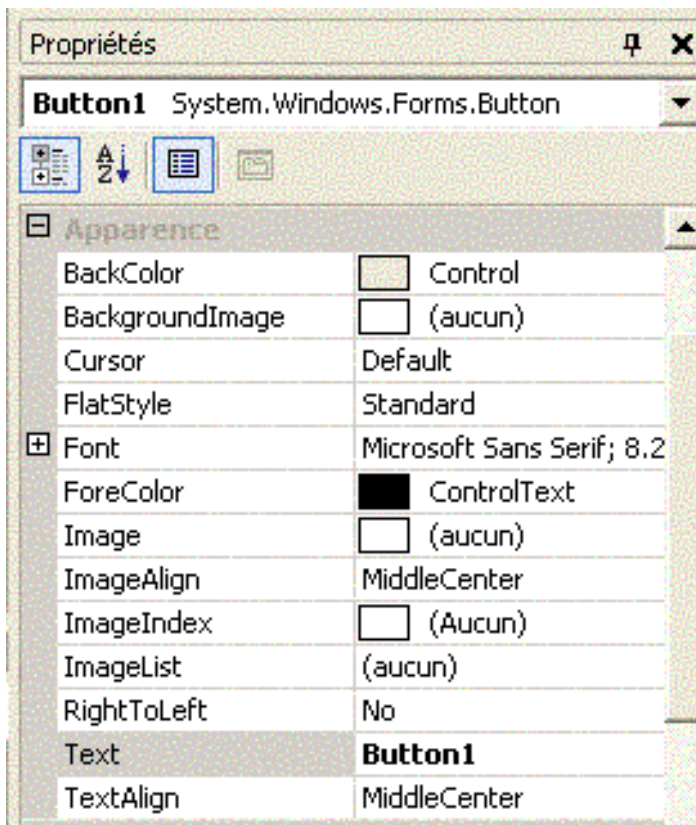 Propriétés
Button1 System.Windows.Forms.Button
A Z
Apparence
BackColor Control
BackgroundImage (aucun)
Cursor Default
FlatStyle Standard
Font Microsoft Sans Serif; 8.2
ForeColor ControlText
Image (aucun)
ImageAlign MiddleCenter
ImageIndex (Aucun)
ImageList (aucun)
RightToLeft No
Text Button1
TextAlign MiddleCenter